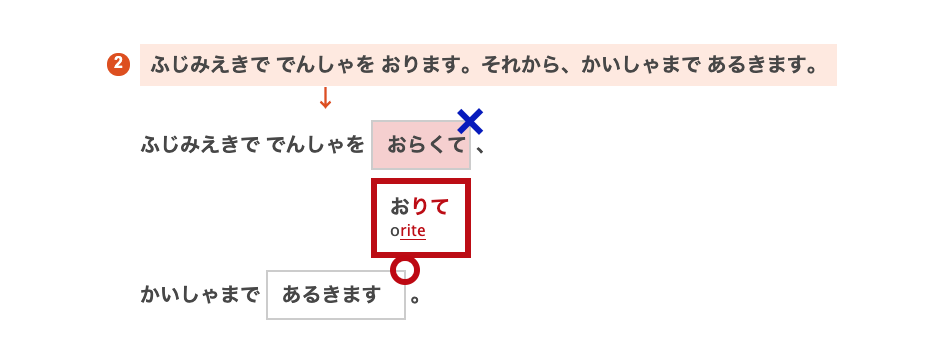 2 ふじみえきで でんしゃを おります。それから、かいしゃまで あるきます。
↓
ふじみえきで でんしゃを おらくて 、
おりて
orite
かいしゃまで あるきます 。